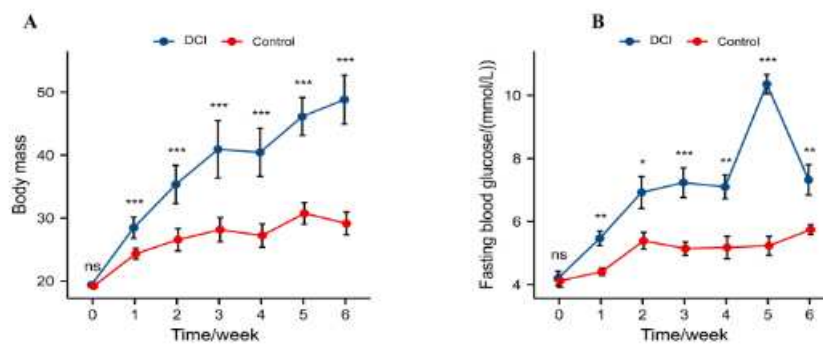 A
DCI Control
Body mass
50
40
30
20
ns
***
***
***
***
***
***
0 1 2 3 4 5 6
Time/week
B
DCI Control
Fasting blood glucose/(mmol/L))
10
8
6
4
ns
**
*
***
**
***
**
0 1 2 3 4 5 6
Time/week